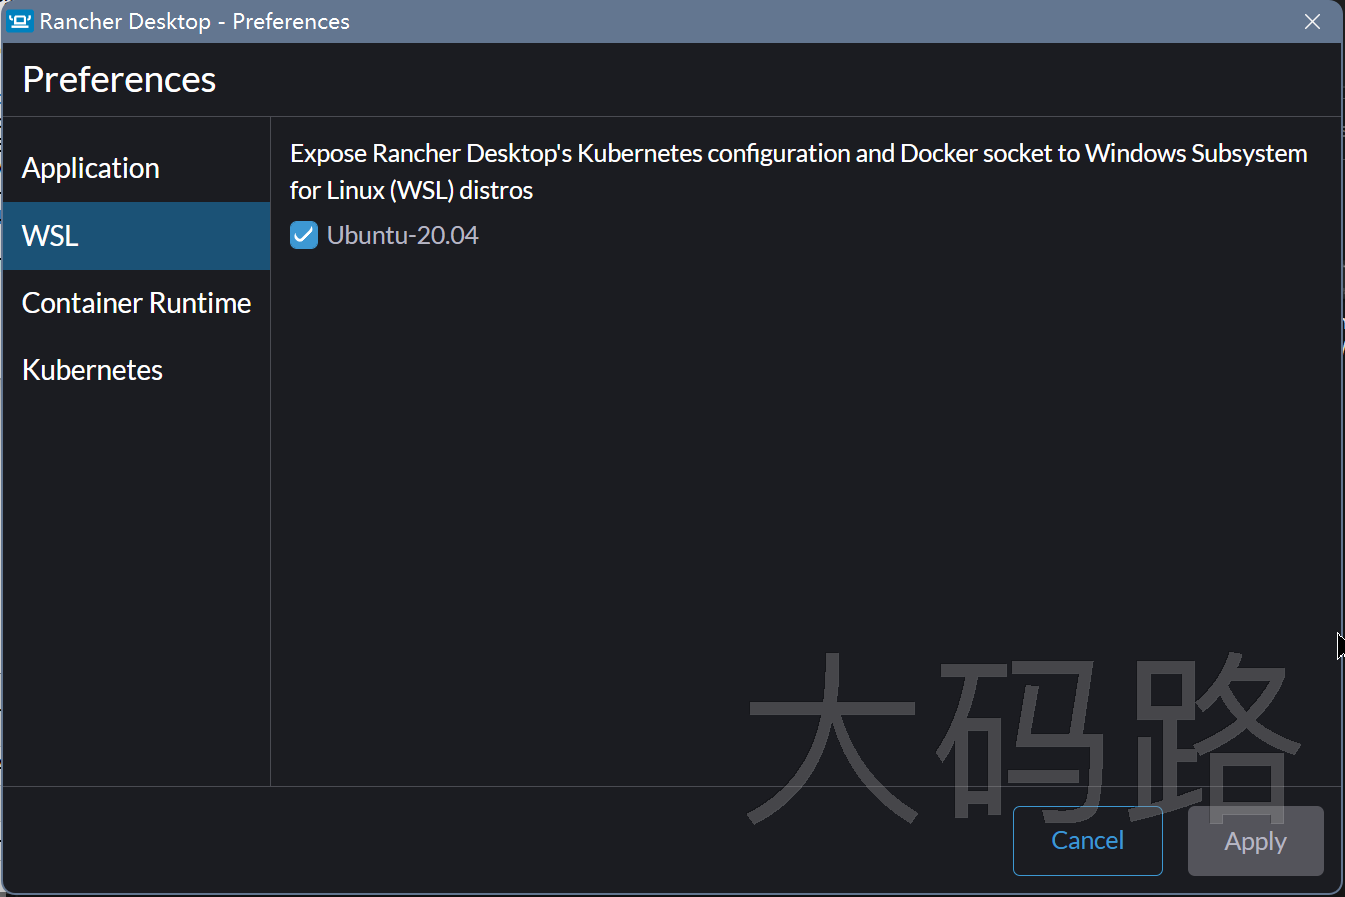 Rancher Desktop - Preferences
Preferences
Application
WSL
Container Runtime
Kubernetes
Expose Rancher Desktop's Kubernetes configuration and Docker socket to Windows Subsystem
for Linux (WSL) distros
Ubuntu-20.04
大码路
Cancel
Apply